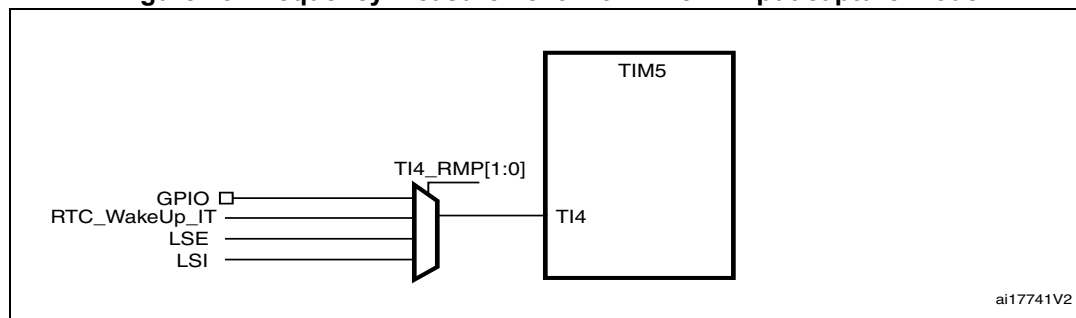 TIM5
TI4_RMP[1:0]
GPIO
RTC_WakeUp_IT
TI4
LSE
LSI
ai17741V2